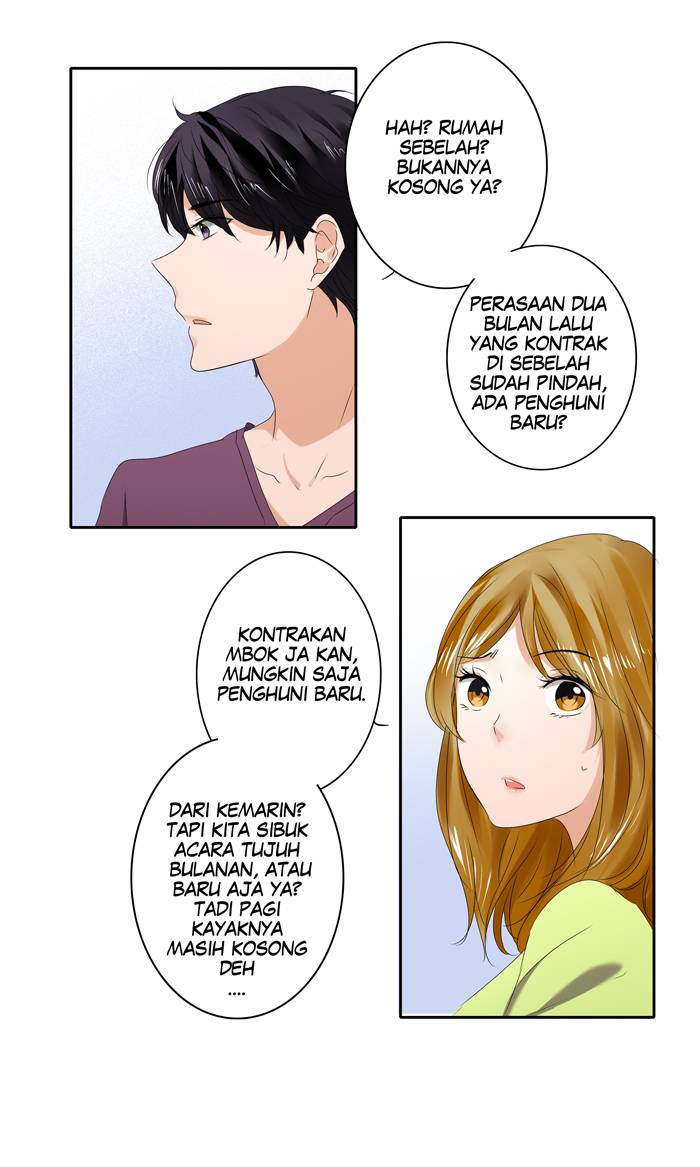 HAH? RUMAH
SEBELAH?
BUKANNYA
KOSONG YA?
PERASAAN DUA
BULAN LALU
YANG KONTRAK
DI SEBELAH
SUDAH PINDAH,
ADA PENGHUNI
BARU?
KONTRAKAN
MBOK JA KAN,
MUNGKIN SAJA
PENGHUNI BARU.
DARI KEMARIN?
TAPI KITA SIBUK
ACARA TUJUH
BULANAN, ATAU
BARU AJA YA?
TADI PAGI
KAYAKNYA
MASIH KOSONG
DEH
....